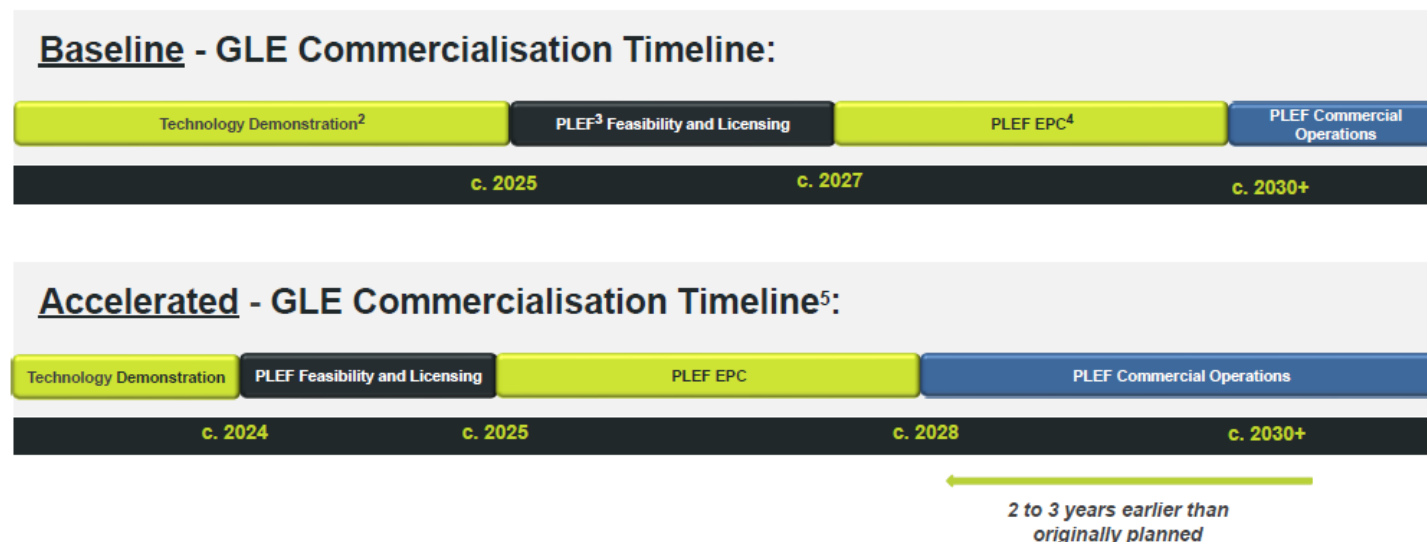 Baseline - GLE Commercialisation Timeline:
Technology Demonstration2
PLEF3 Feasibility and Licensing
PLEF EPC4
PLEF Commercial
Operations
c. 2025
c. 2027
c. 2030+
Accelerated - GLE Commercialisation Timeline5:
Technology Demonstration
PLEF Feasibility and Licensing
PLEF EPC
PLEF Commercial Operations
c. 2024
c. 2025
c. 2028
c. 2030+
2 to 3 years earlier than
originally planned